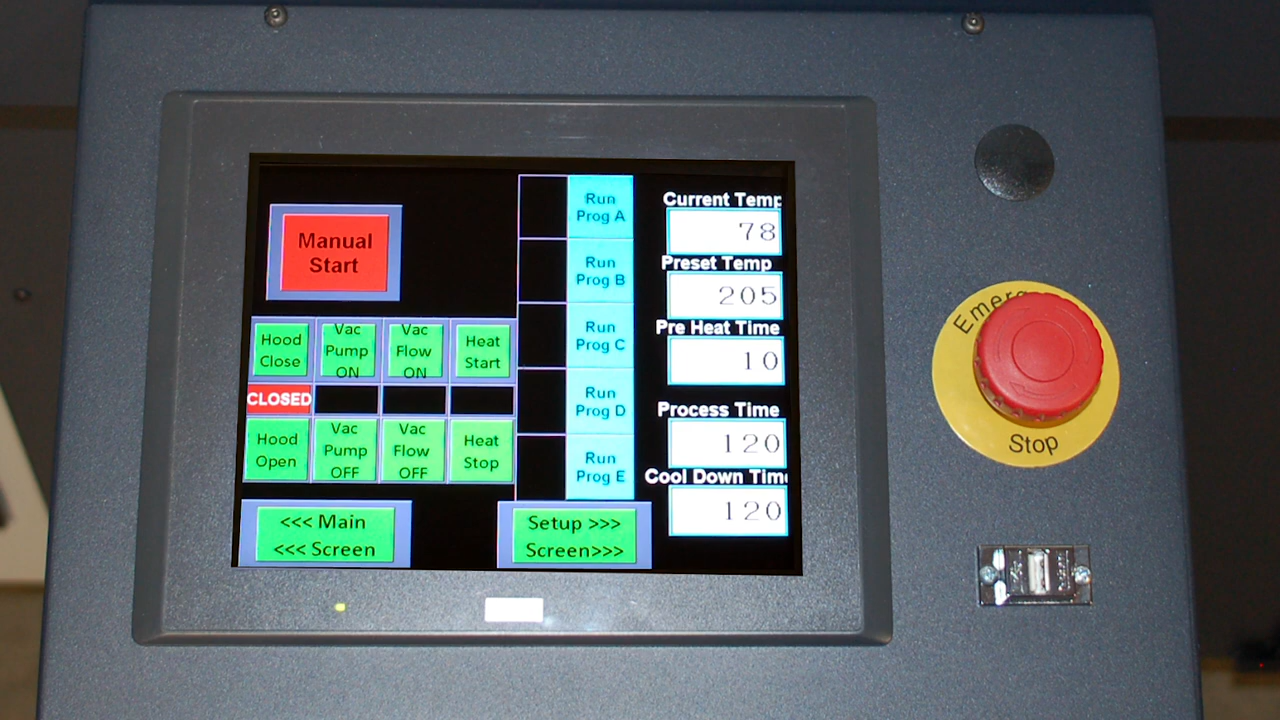 Manual
Start
Hood
Close
Vac
Pump
ON
Vac
Flow
ON
Heat
Start
CLOSED
Hood
Open
Vac
Pump
OFF
Vac
Flow
OFF
Heat
Stop
<<< Main
<<< Screen
Setup >>>
Screen>>>
Run
Prog A
Run
Prog B
Run
Prog C
Run
Prog D
Run
Prog E
Current Temp
78
Preset Temp
205
Pre Heat Time
10
Process Time
120
Cool Down Time
120
Stop